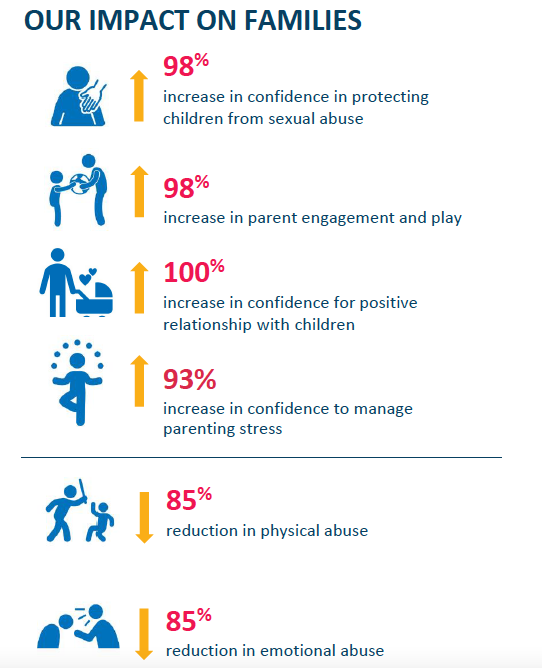 OUR IMPACT ON FAMILIES
98%
increase in confidence in protecting
children from sexual abuse
98%
increase in parent engagement and play
100%
increase in confidence for positive
relationship with children
93%
increase in confidence to manage
parenting stress
85%
reduction in physical abuse
85%
reduction in emotional abuse